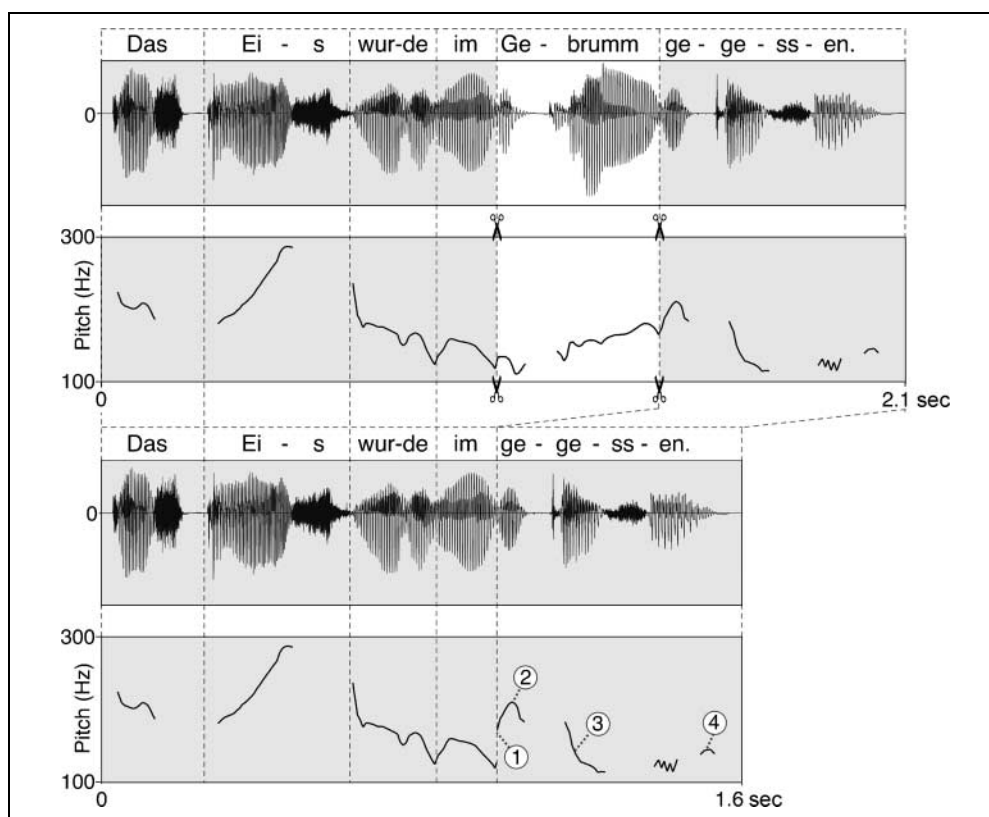 Das Ei - s wur-de im Ge - brumm ge - ge - ss - en.
0
300
Pitch (Hz)
100
0 2.1 sec
Das Ei - s wur-de im ge - ge - ss - en.
0
300
Pitch (Hz)
2
3
4
1
100
0 1.6 sec